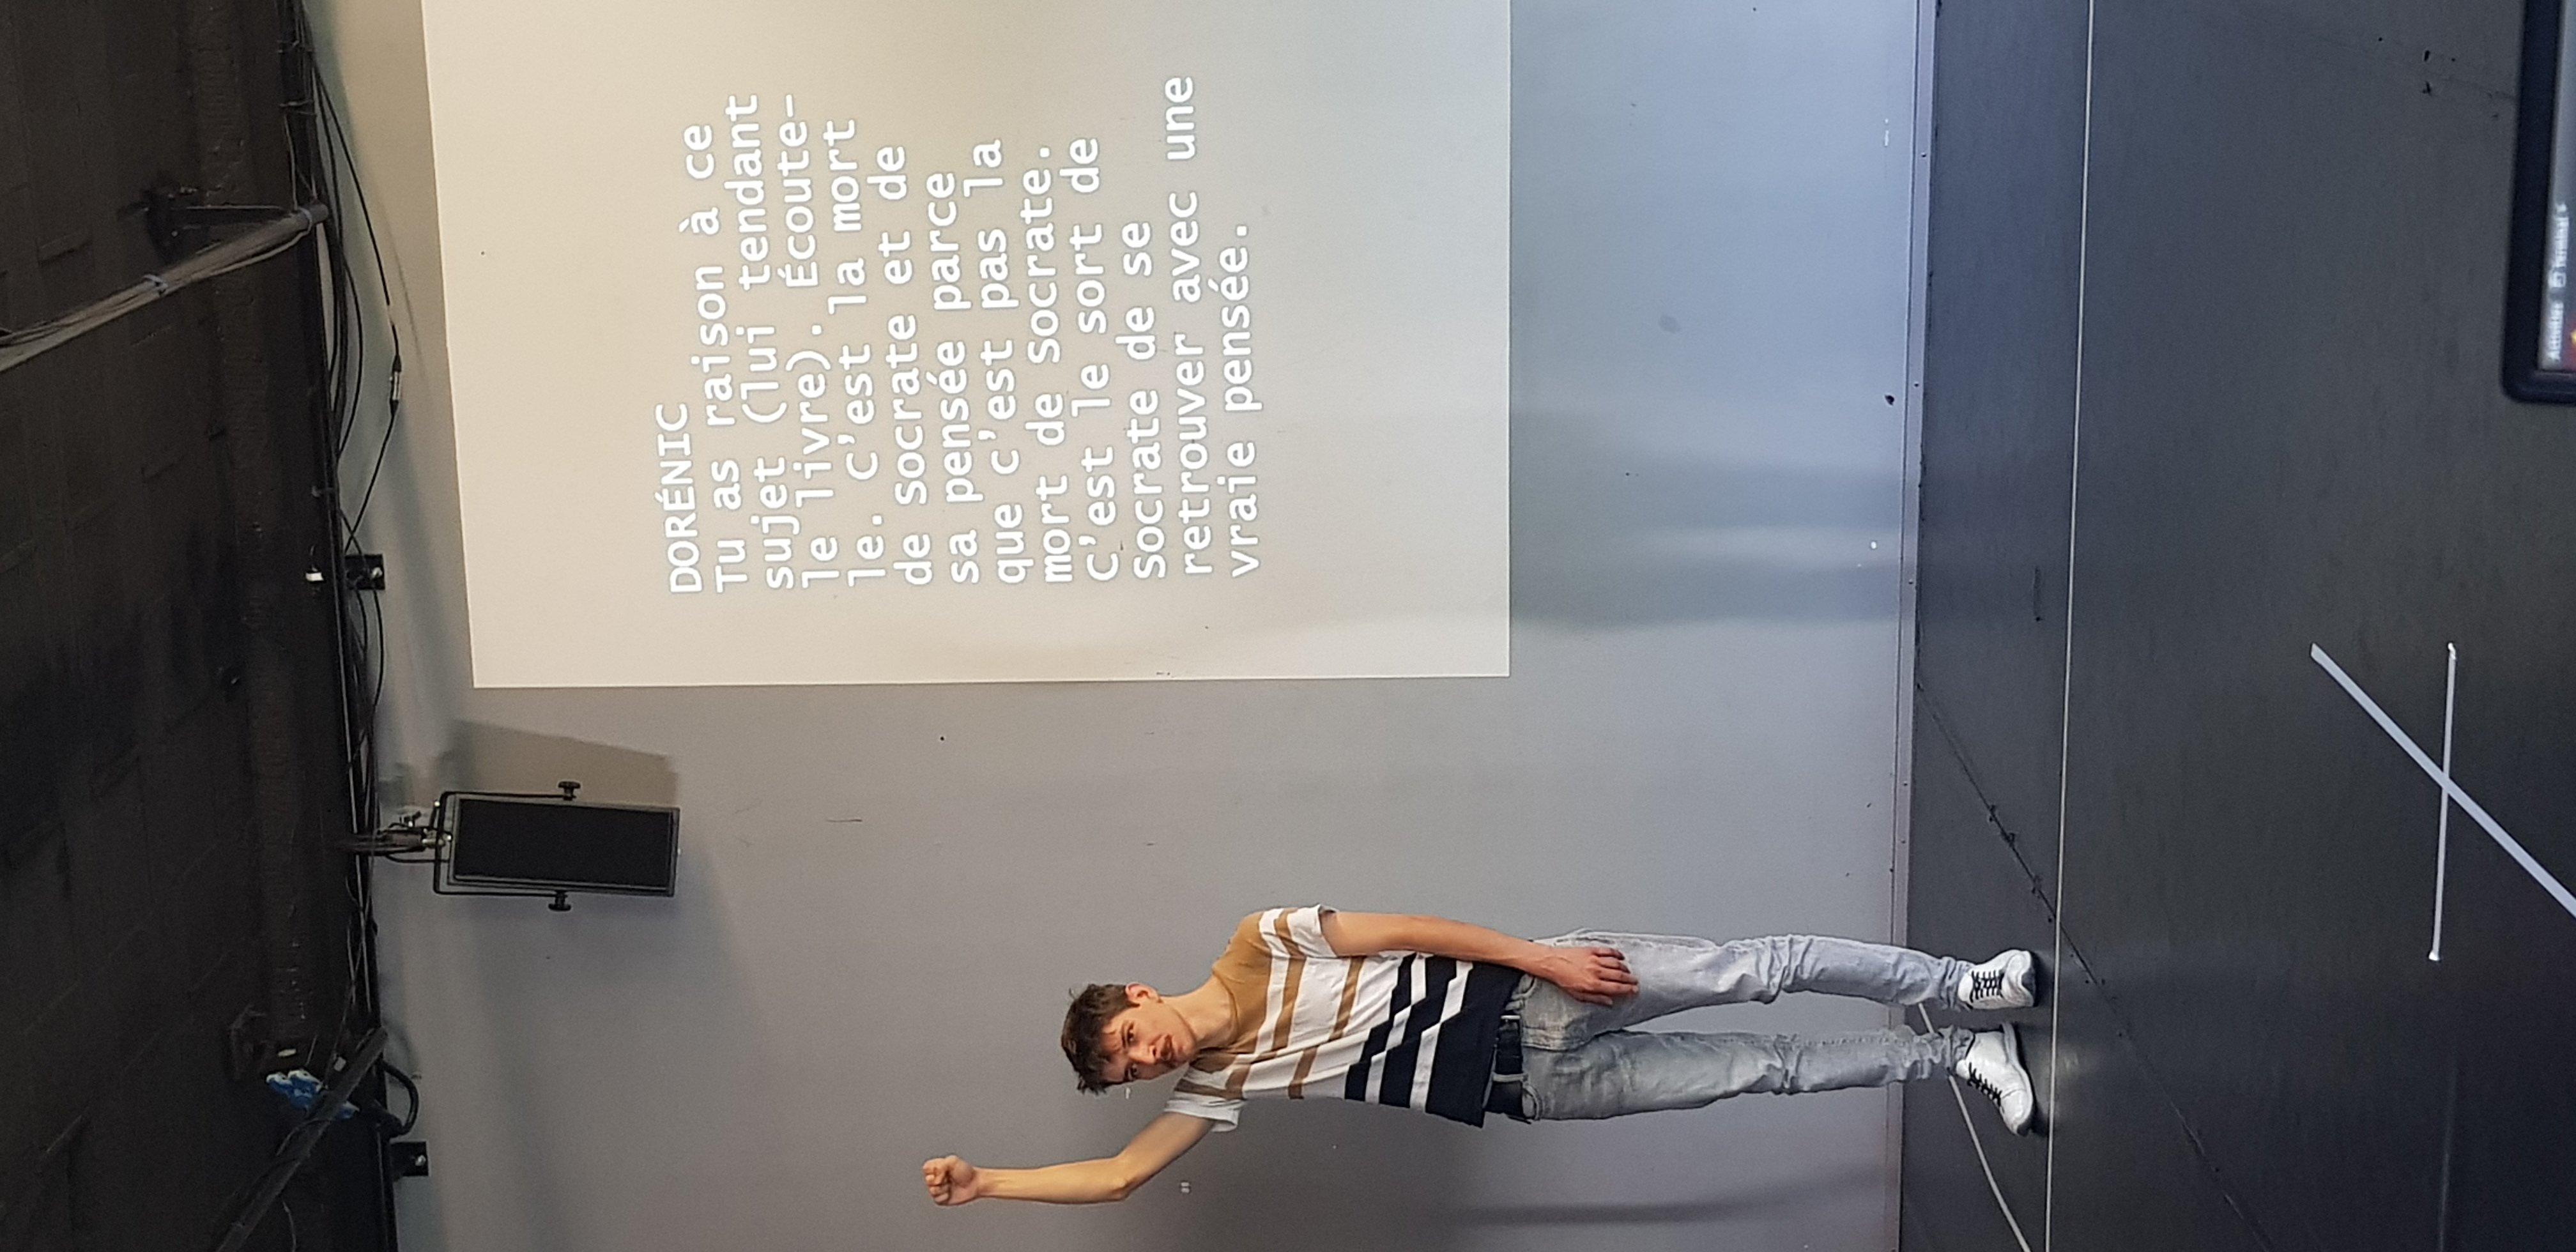 DORÉNIC
Tu as raison à ce
sujet (lui tendant
le livre). Écoute-
le. C'est la mort
de Socrate et de
sa pensée parce
que c'est pas la
mort de Socrate.
C'est le sort de
Socrate de se
retrouver avec une
vraie pensée.
Activities Terminal